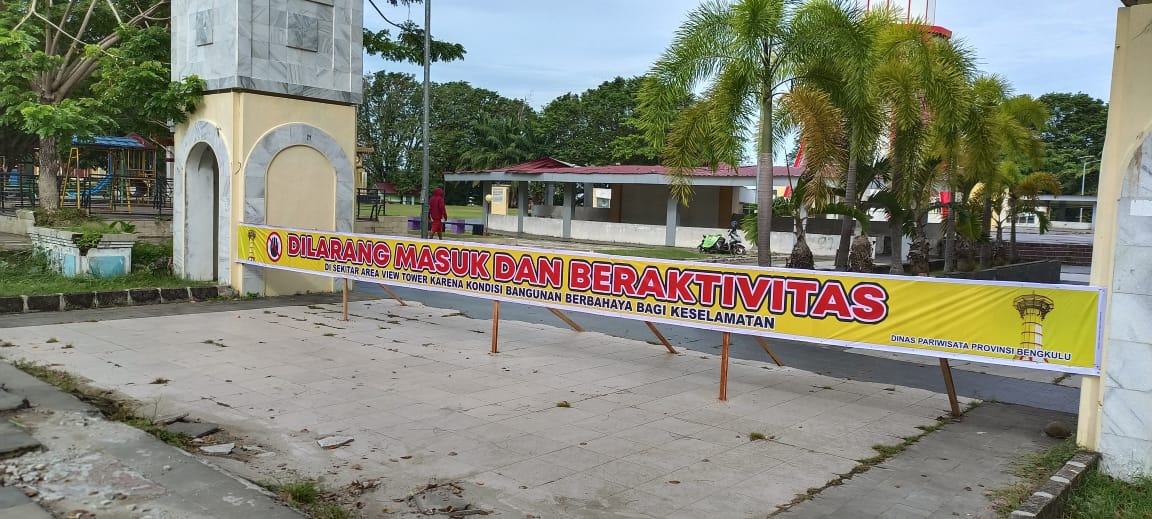 DILARANG MASUK DAN BERAKTIVITAS
DI SEKITAR AREA VIEW TOWER KARENA KONDISI BANGUNAN BERBAHAYA BAGI KESELAMATAN
DINAS PARIWISATA PROVINSI BENGKULU